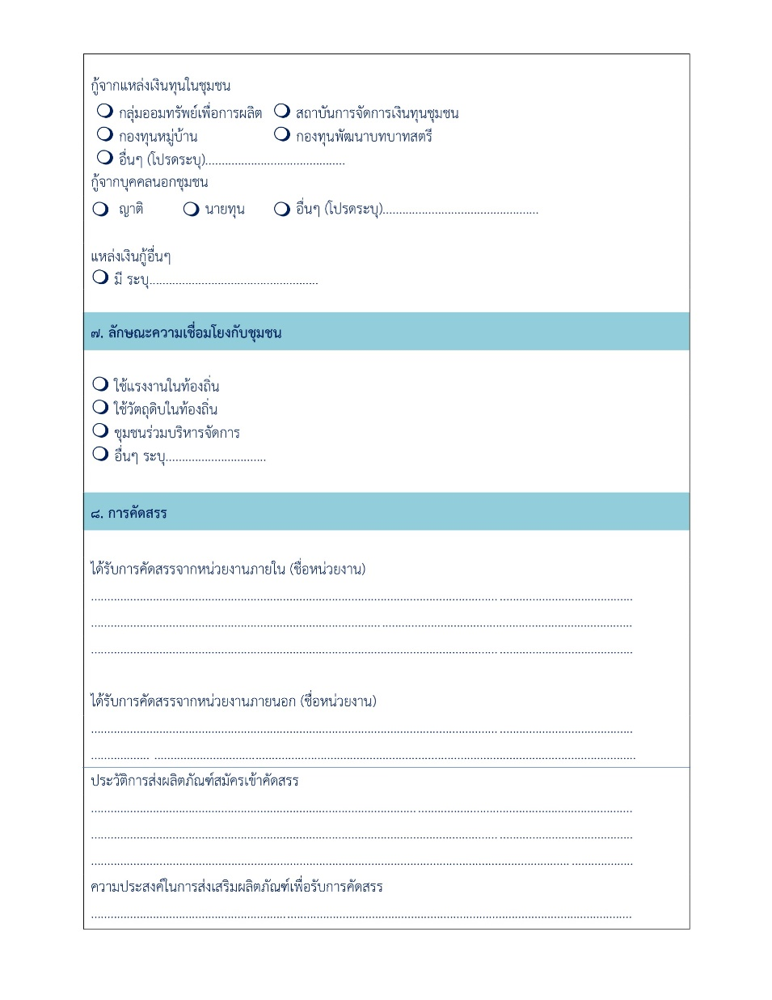 กู้จากแหล่งเงินทุนในชุมชน
❍ กลุ่มออมทรัพย์เพื่อการผลิต ❍ สถาบันการจัดการเงินทุนชุมชน
❍ กองทุนหมู่บ้าน ❍ กองทุนพัฒนาบทบาทสตรี
❍ อื่นๆ (โปรดระบุ)...........................................
กู้จากบุคคลนอกชุมชน
❍ ญาติ ❍ นายทุน ❍ อื่นๆ (โปรดระบุ)................................................
แหล่งเงินกู้อื่นๆ
❍ มี ระบุ....................................................
๗. ลักษณะความเชื่อมโยงกับชุมชน
❍ ใช้แรงงานในท้องถิ่น
❍ ใช้วัตถุดิบในท้องถิ่น
❍ ชุมชนร่วมบริหารจัดการ
❍ อื่นๆ ระบุ...............................
๘. การคัดสรร
ได้รับการคัดสรรจากหน่วยงานภายใน (ชื่อหน่วยงาน)
................................................................................
................................................................................
................................................................................
ได้รับการคัดสรรจากหน่วยงานภายนอก (ชื่อหน่วยงาน)
................................................................................
................................................................................
ประวัติการส่งผลิตภัณฑ์สมัครเข้าคัดสรร
................................................................................
................................................................................
................................................................................
ความประสงค์ในการส่งเสริมผลิตภัณฑ์เพื่อรับการคัดสรร
................................................................................